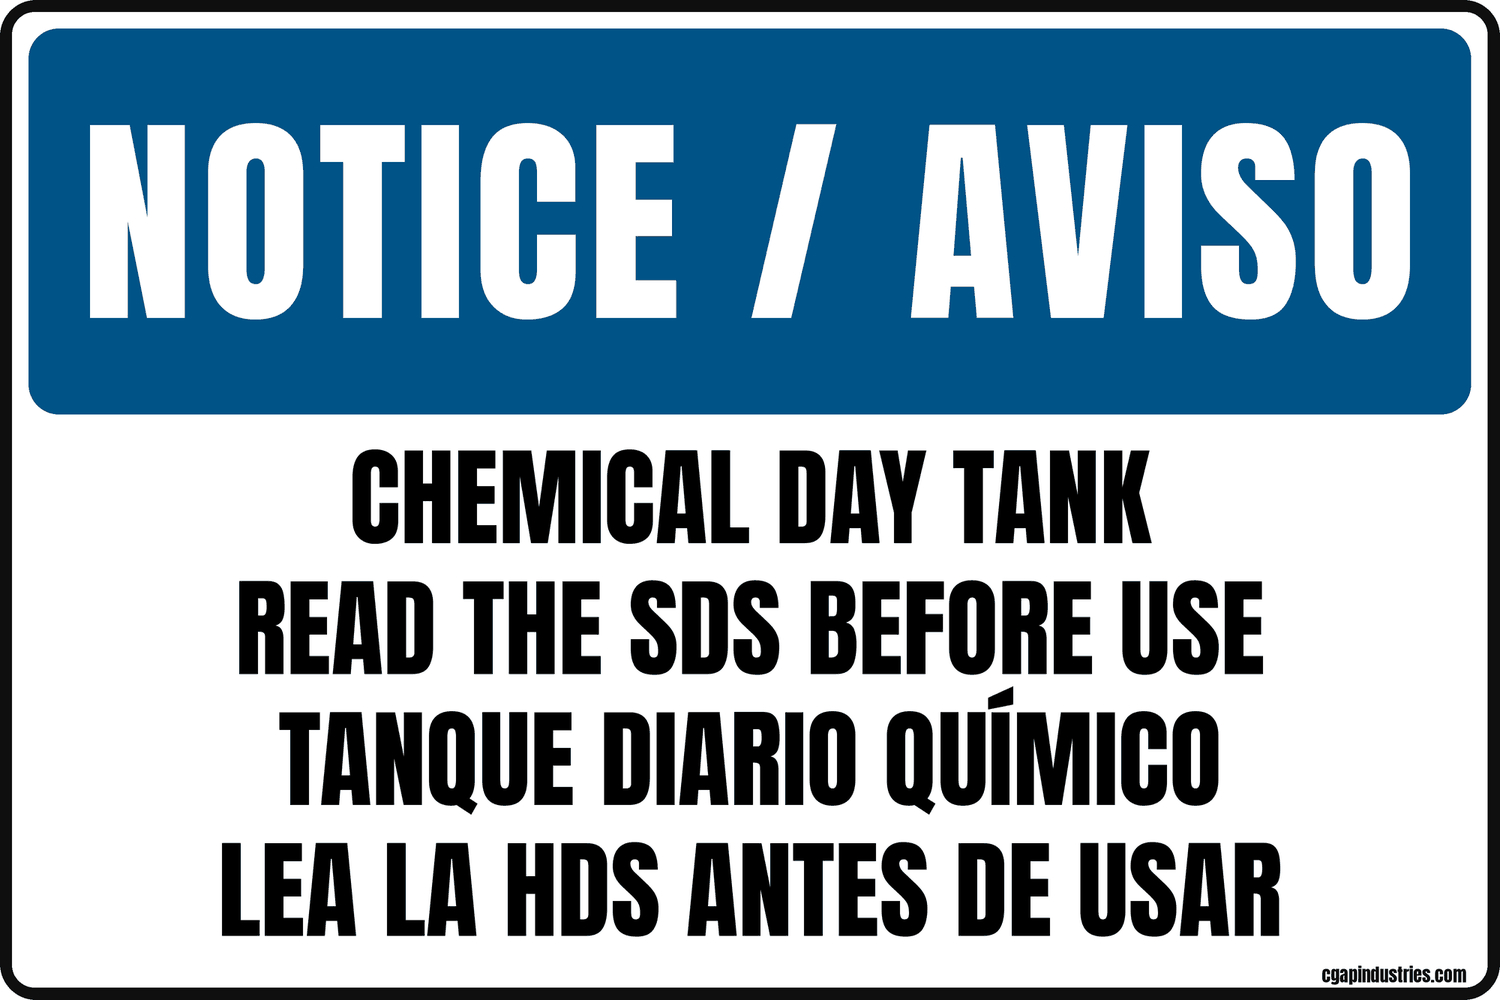 NOTICE / AVISO
CHEMICAL DAY TANK
READ THE SDS BEFORE USE
TANQUE DIARIO QUÍMICO
LEA LA HDS ANTES DE USAR
cgapindustries.com